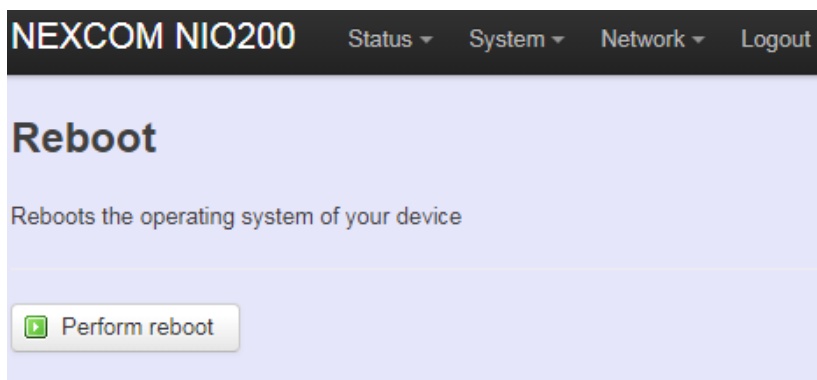 NEXCOM NIO200 Status System Network Logout
Reboot
Reboots the operating system of your device
Perform reboot